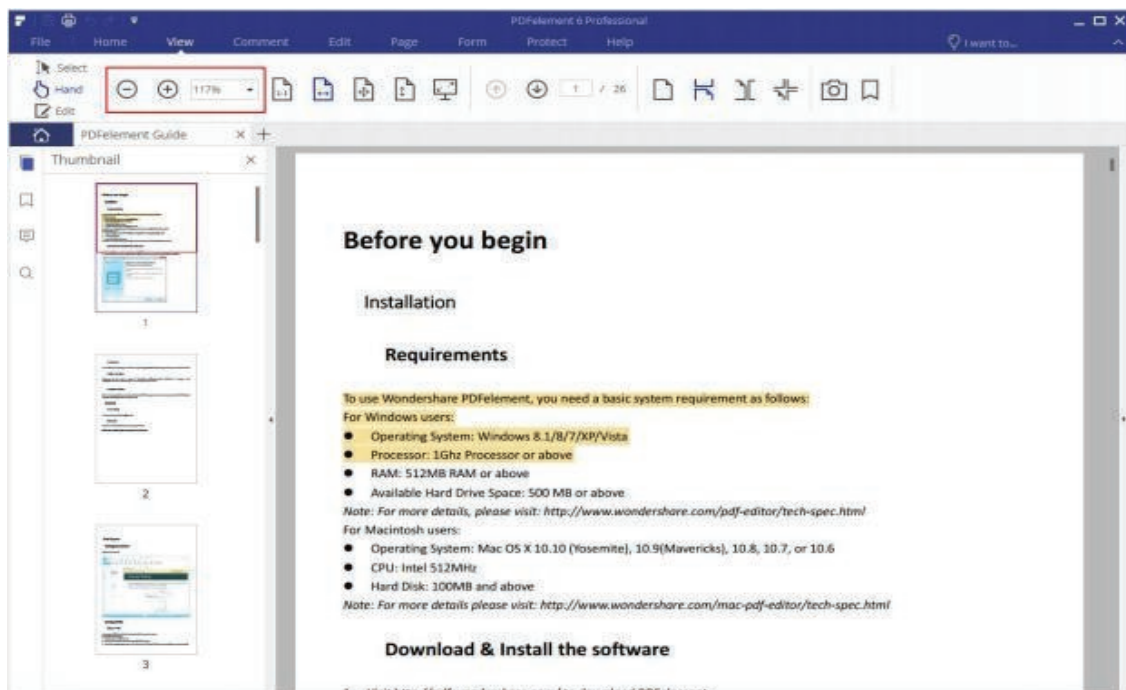 PDFelement 6 Professional
File Home View Comment Edit Page Form Protect Help I want to...
Select
Hand
Edit
117%
1 / 26
PDFelement Guide
Thumbnail
1
2
3
Before you begin
Installation
Requirements
To use Wondershare PDFelement, you need a basic system requirement as follows:
For Windows users:
● Operating System: Windows 8.1/8/7/XP/Vista
● Processor: 1Ghz Processor or above
● RAM: 512MB RAM or above
● Available Hard Drive Space: 500 MB or above
Note: For more details, please visit: http://www.wondershare.com/pdf-editor/tech-spec.html
For Macintosh users:
● Operating System: Mac OS X 10.10 (Yosemite), 10.9(Mavericks), 10.8, 10.7, or 10.6
● CPU: Intel 512MHz
● Hard Disk: 100MB and above
Note: For more details please visit: http://www.wondershare.com/mac-pdf-editor/tech-spec.html
Download & Install the software